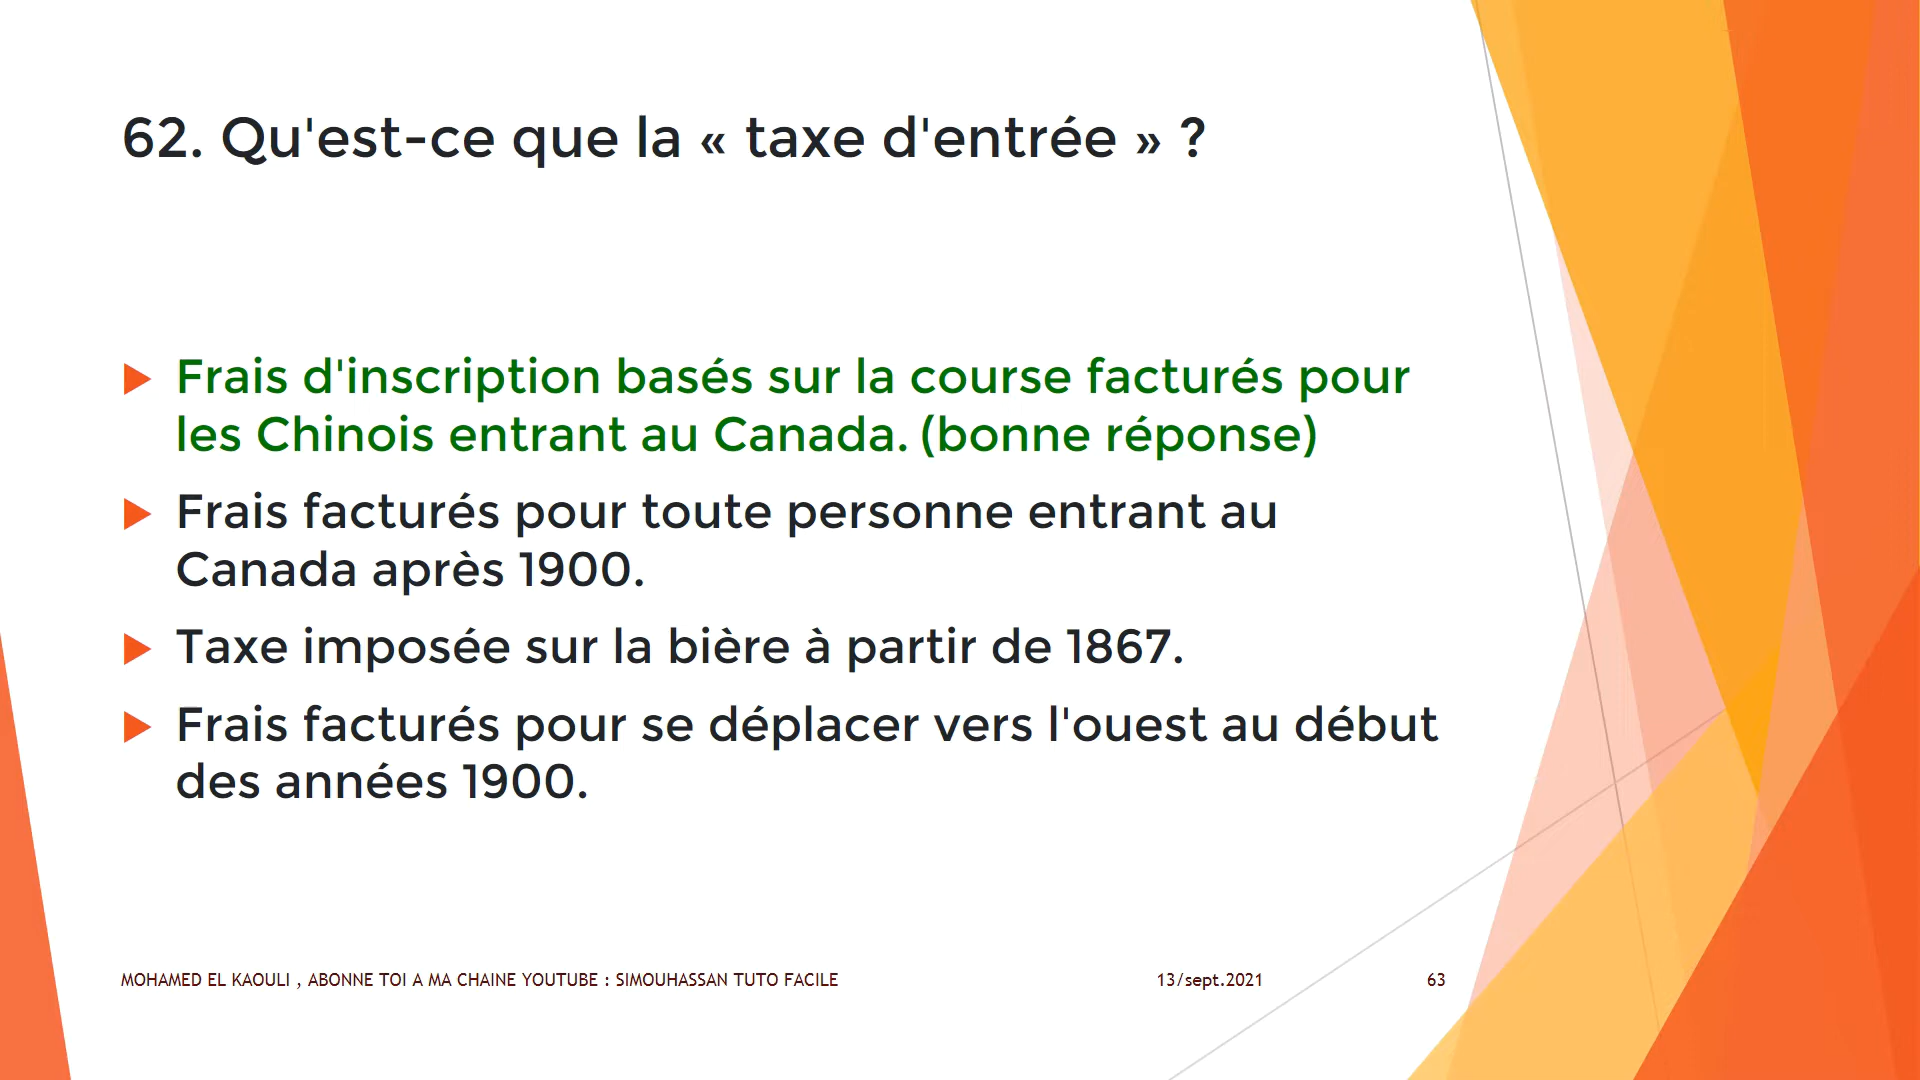 62. Qu'est-ce que la « taxe d'entrée » ?
Frais d'inscription basés sur la course facturés pour
les Chinois entrant au Canada. (bonne réponse)
Frais facturés pour toute personne entrant au
Canada après 1900.
Taxe imposée sur la bière à partir de 1867.
Frais facturés pour se déplacer vers l'ouest au début
des années 1900.
MOHAMED EL KAOULI , ABONNE TOI A MA CHAINE YOUTUBE : SIMOUHASSAN TUTO FACILE
13/sept.2021
63